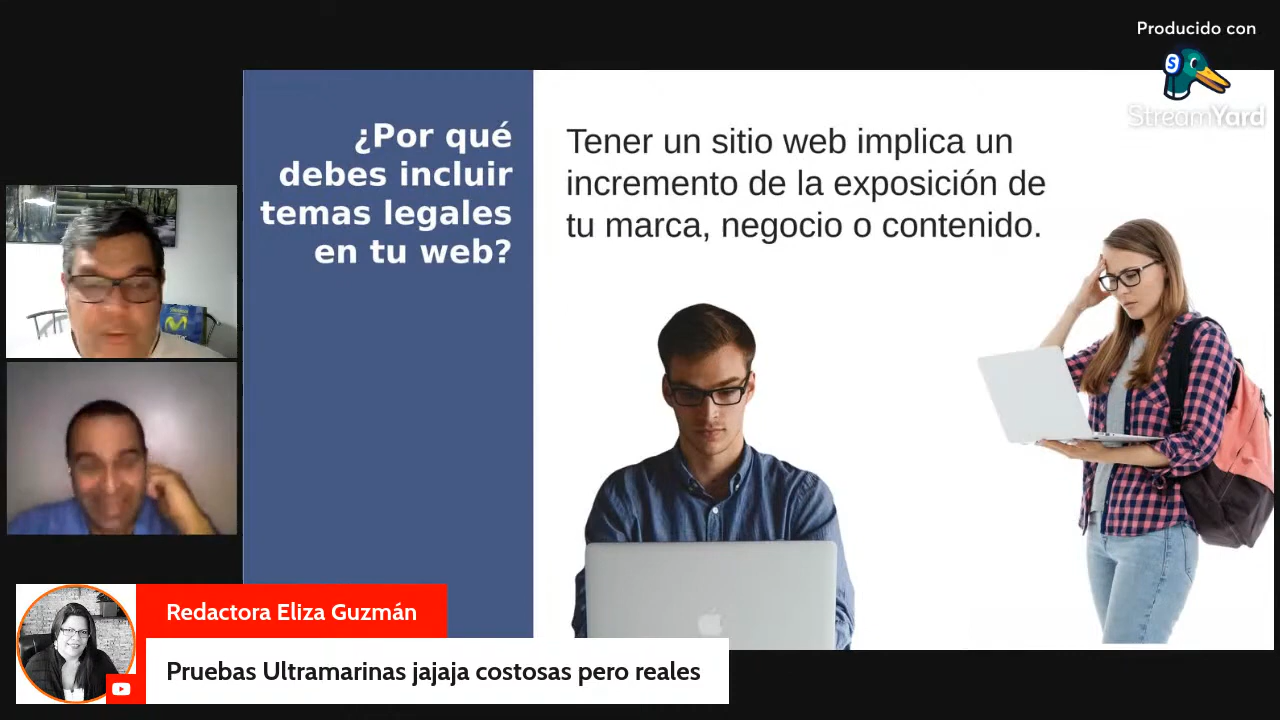 Producido con
StreamYard
¿Por qué
debes incluir
temas legales
en tu web?
Tener un sitio web implica un
incremento de la exposición de
tu marca, negocio o contenido.
Redactora Eliza Guzmán
Pruebas Ultramarinas jajaja costosas pero reales